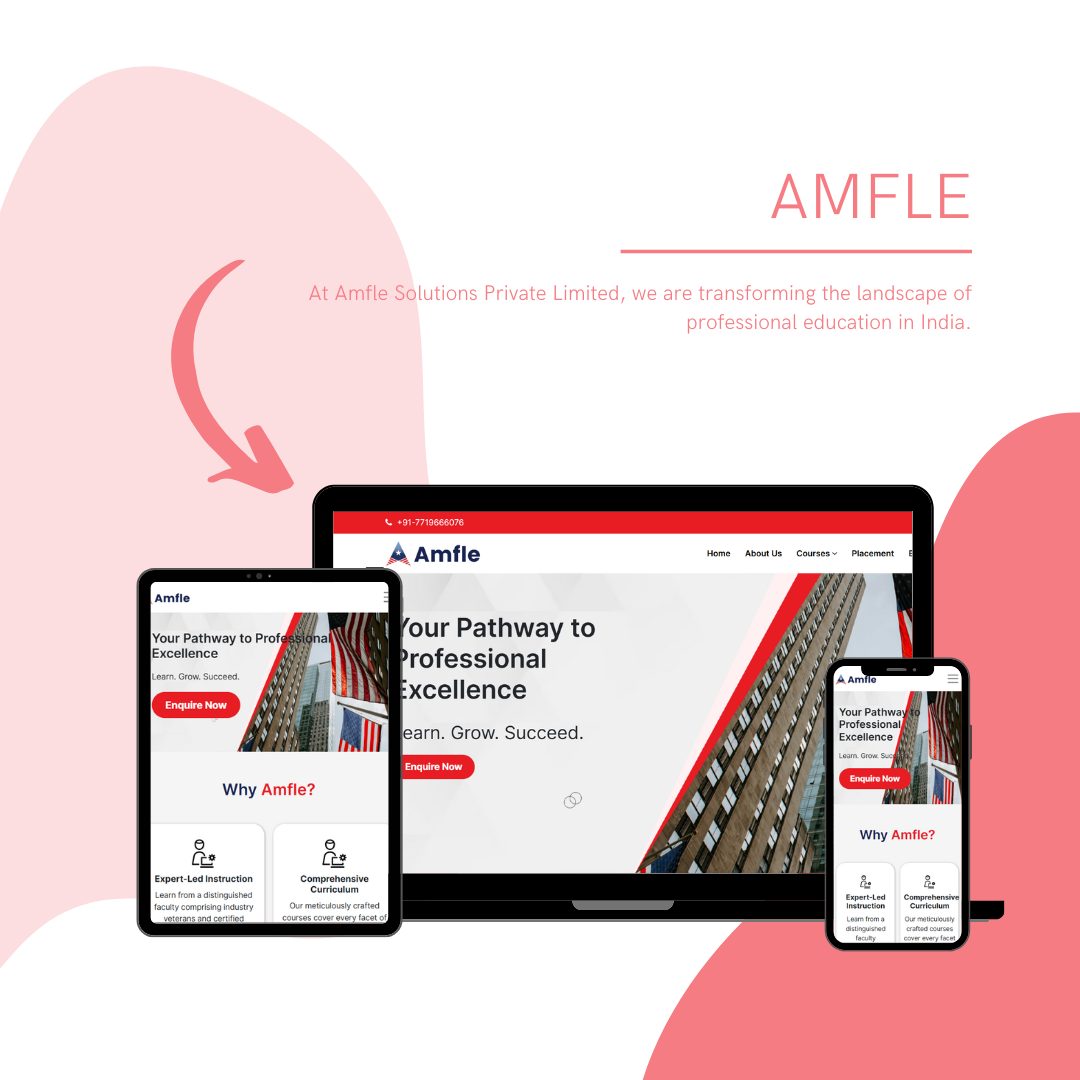 AMFLE
At Amfle Solutions Private Limited, we are transforming the landscape of
professional education in India.
+91-7719666076
Amfle
Home About Us Courses Placement
Your Pathway to
Professional
Excellence
Learn. Grow. Succeed.
Enquire Now
Amfle
Your Pathway to Professional
Excellence
Learn. Grow. Succeed.
Enquire Now
Why Amfle?
Expert-Led Instruction
Learn from a distinguished
faculty comprising industry
veterans and certified
Comprehensive
Curriculum
Our meticulously crafted
courses cover every facet of
Amfle
Your Pathway to
Professional
Excellence
Learn. Grow.
Enquire Now
Why Amfle?
Expert-Led
Instruction
Learn from a
distinguished
faculty
Comprehensive
Curriculum
Our meticulously
crafted courses
cover every facet